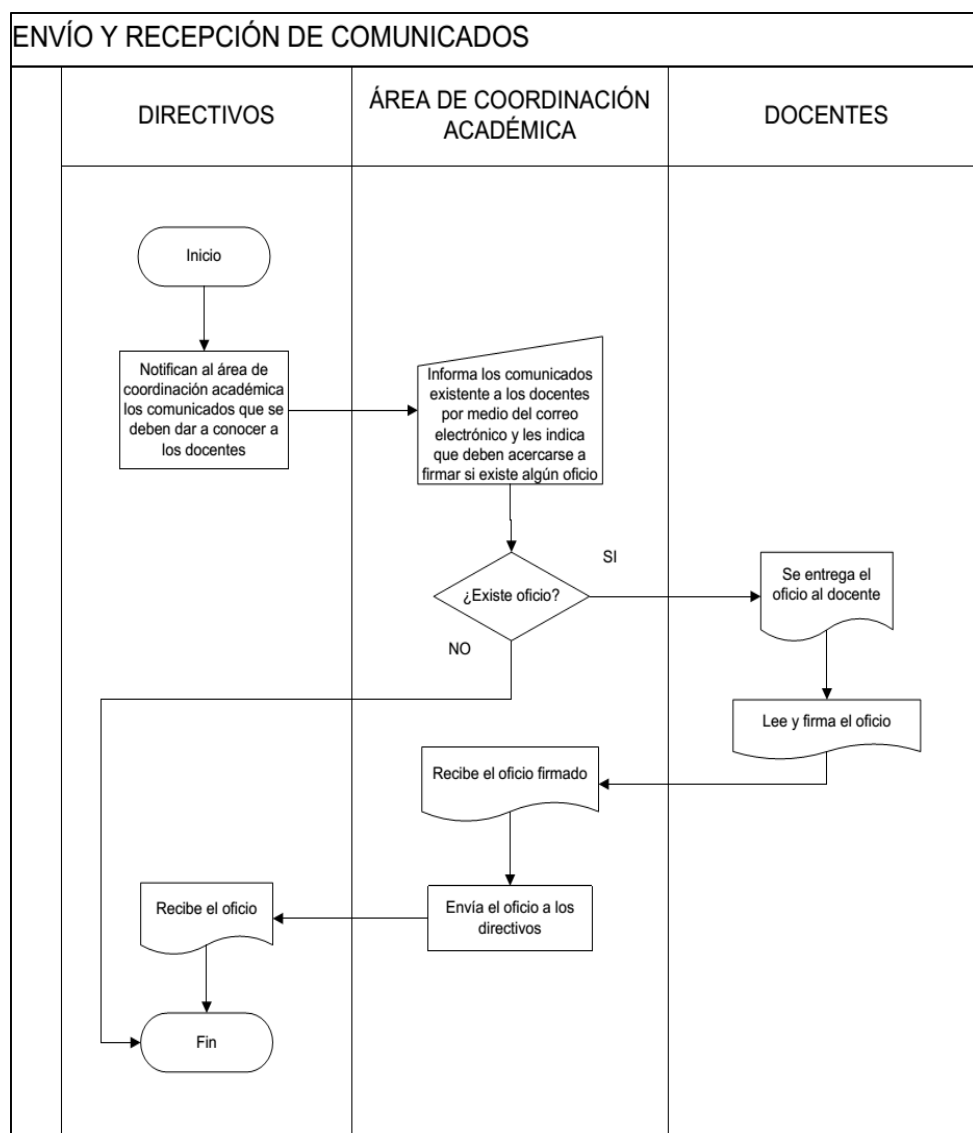 ENVÍO Y RECEPCIÓN DE COMUNICADOS
DIRECTIVOS
ÁREA DE COORDINACIÓN
ACADÉMICA
DOCENTES
Inicio
Notifican al área de
coordinación académica
los comunicados que se
deben dar a conocer a
los docentes
Informa los comunicados
existente a los docentes
por medio del correo
electrónico y les indica
que deben acercarse a
firmar si existe algún oficio
¿Existe oficio?
SI
NO
Se entrega el
oficio al docente
Lee y firma el oficio
Recibe el oficio firmado
Envía el oficio a los
directivos
Recibe el oficio
Fin